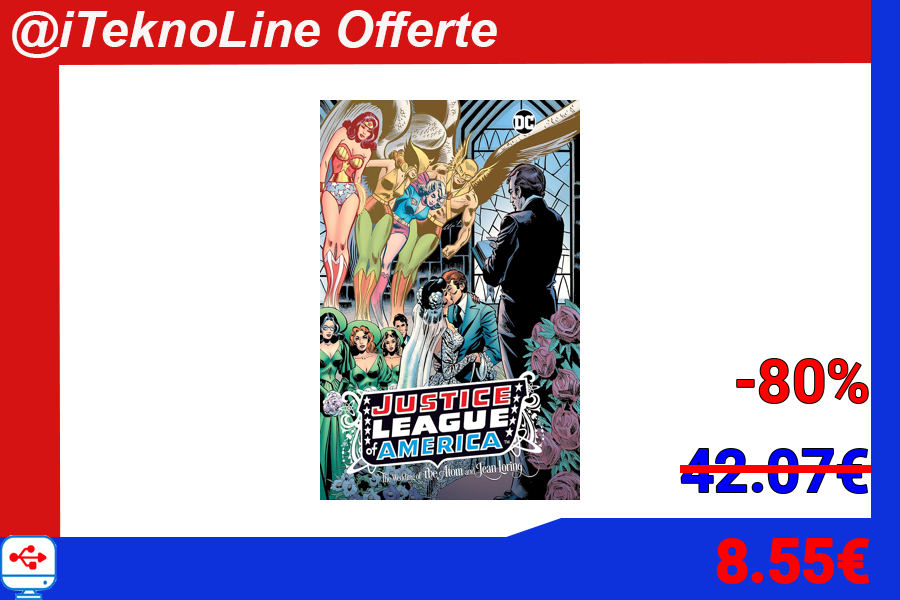 @iTeknoLine Offerte
DC
JUSTICE
LEAGUE
of AMERICA
The Wedding of the Atom and Jean Loring
-80%
42.07€
8.55€